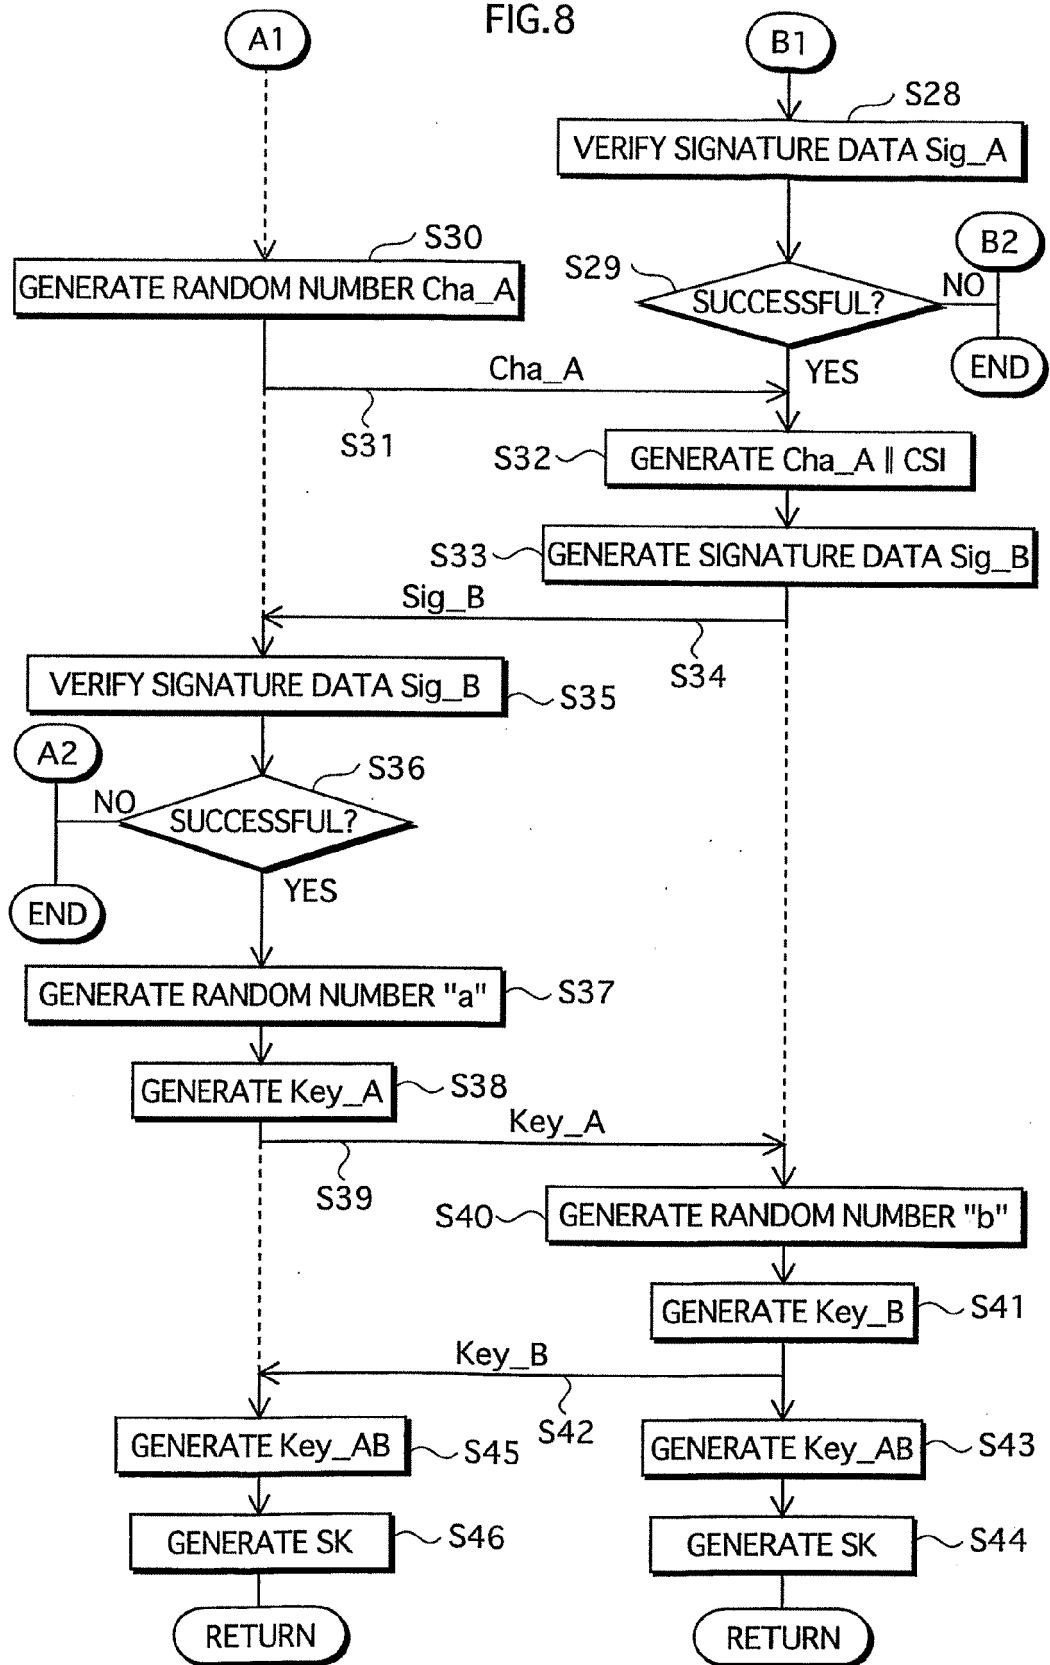 FIG.8
A1
B1
S28
VERIFY SIGNATURE DATA Sig_A
S30
GENERATE RANDOM NUMBER Cha_A
B2
S29
SUCCESSFUL?
NO
END
YES
Cha_A
S31
S32
GENERATE Cha_A || CSI
S33
GENERATE SIGNATURE DATA Sig_B
Sig_B
S34
VERIFY SIGNATURE DATA Sig_B
S35
A2
S36
NO
SUCCESSFUL?
YES
END
GENERATE RANDOM NUMBER "a"
S37
GENERATE Key_A
S38
Key_A
S39
S40
GENERATE RANDOM NUMBER "b"
GENERATE Key_B
S41
Key_B
S42
GENERATE Key_AB
S45
GENERATE Key_AB
S43
GENERATE SK
S46
GENERATE SK
S44
RETURN
RETURN